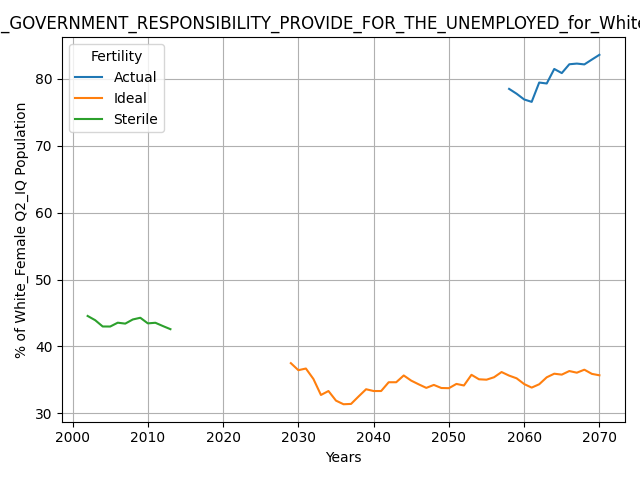 _GOVERNMENT_RESPONSIBILITY_PROVIDE_FOR_THE_UNEMPLOYED_for_White
Fertility
Actual
Ideal
Sterile
% of White_Female Q2_IQ Population
80
70
60
50
40
30
2000 2010 2020 2030 2040 2050 2060 2070
Years